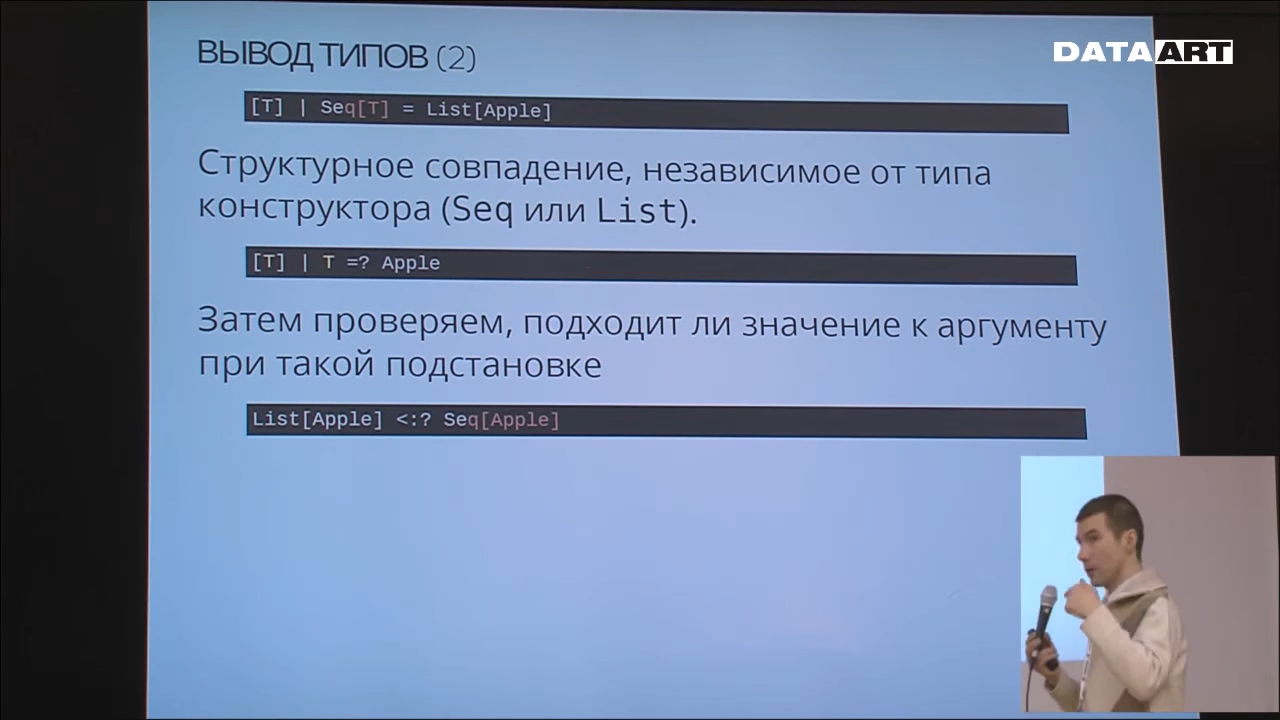 ВЫВОД ТИПОВ (2)
DATAART
[T] | Seq[T] = List[Apple]
Структурное совпадение, независимое от типа
конструктора (Seq или List).
[T] | T =? Apple
Затем проверяем, подходит ли значение к аргументу
при такой подстановке
List[Apple] <:? Seq[Apple]